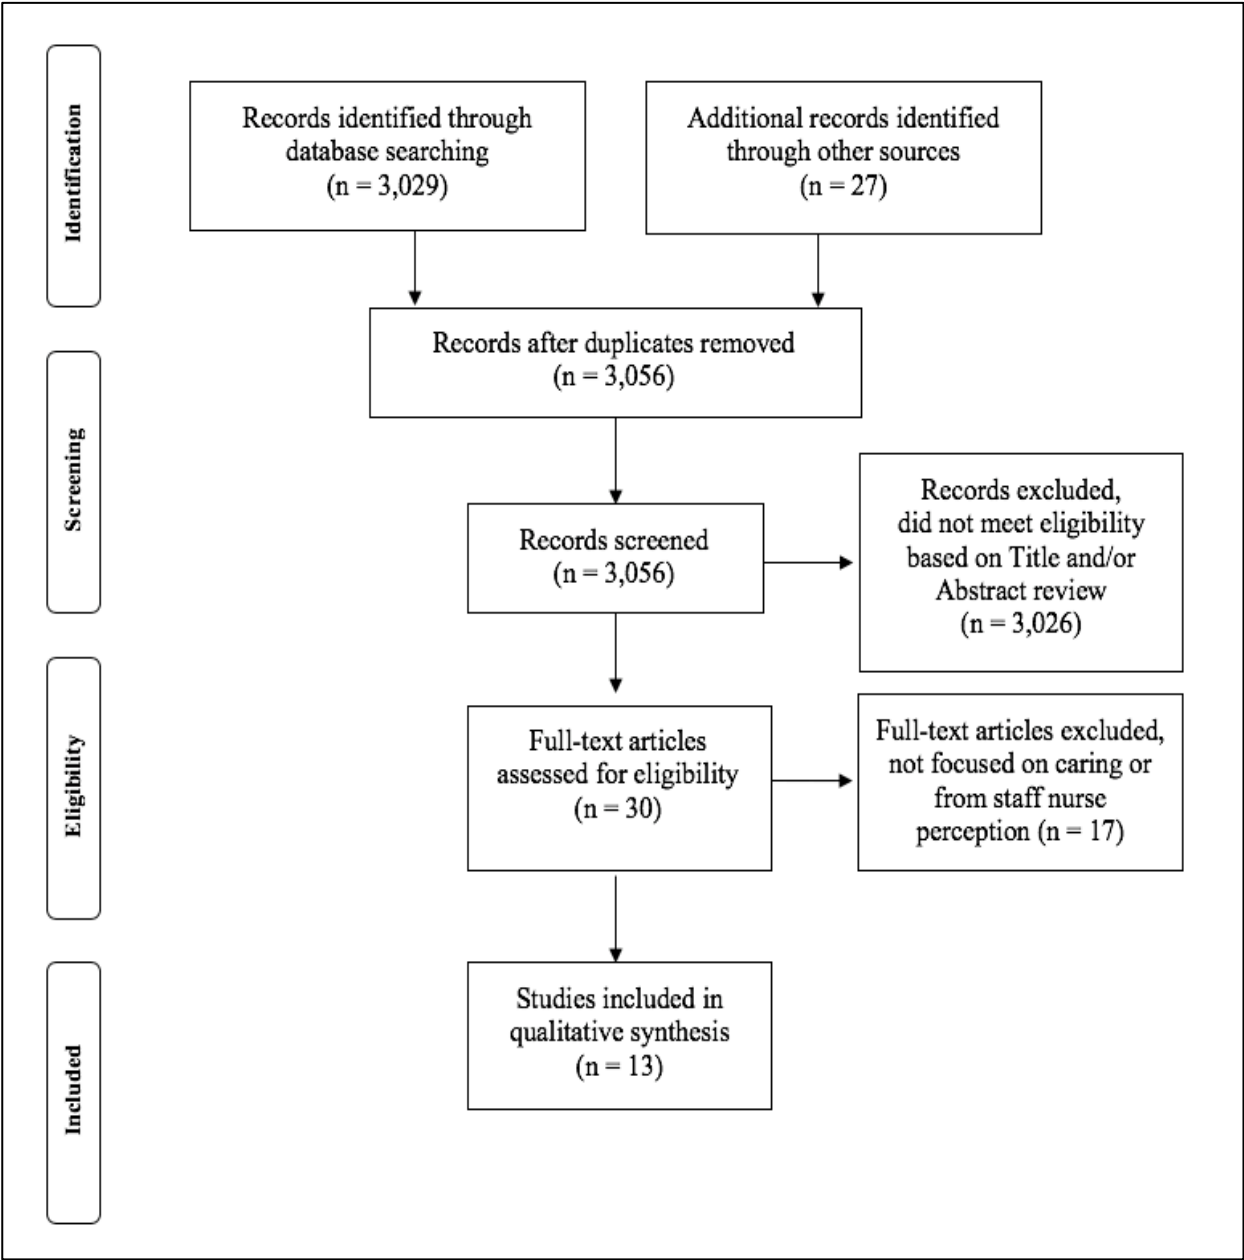 Identification
Records identified through
database searching
(n = 3,029)
Additional records identified
through other sources
(n = 27)
Records after duplicates removed
(n = 3,056)
Screening
Records screened
(n = 3,056)
Records excluded,
did not meet eligibility
based on Title and/or
Abstract review
(n = 3,026)
Eligibility
Full-text articles
assessed for eligibility
(n = 30)
Full-text articles excluded,
not focused on caring or
from staff nurse
perception (n = 17)
Included
Studies included in
qualitative synthesis
(n = 13)